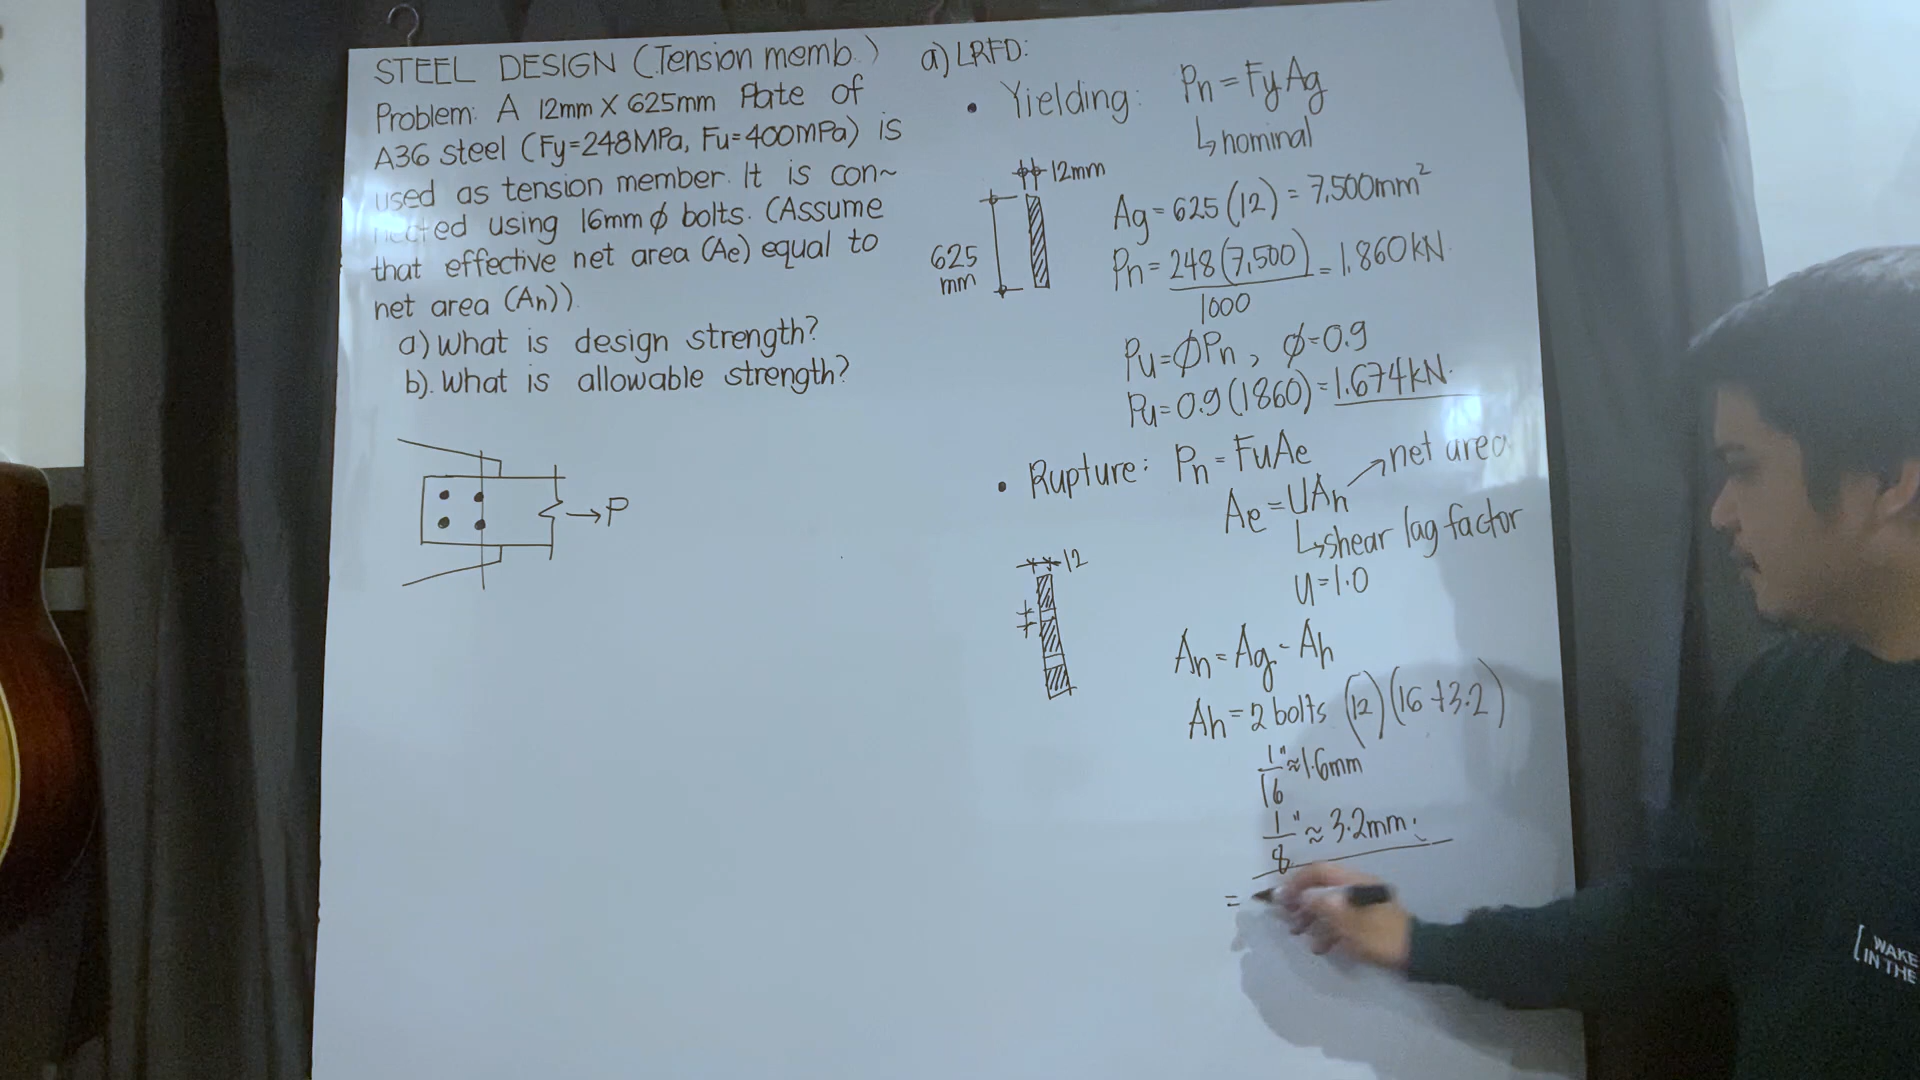 STEEL DESIGN (Tension memb.)
Problem: A 12mm X 625mm Plate of
A36 steel (Fy=248MPa, Fu=400MPa) is
used as tension member. It is con~
nected using 16mm ϕ bolts. (Assume
that effective net area (Ae) equal to
net area (An)).
a) What is design strength?
b). What is allowable strength?
→P
a) LRFD:
• Yielding: Pn = FyAg
↳nominal
12mm
625
mm
Ag = 625 (12) = 7,500mm²
Pn = 248(7,500) = 1,860kN.
1000
Pu=ϕPn, ϕ=0.9
Pu=0.9(1860)=1,674kN.
• Rupture: Pn = FuAe
Ae = UAn →net area
↳shear lag factor
U=1.0
12
An = Ag - Ah
Ah = 2 bolts (12)(16+3.2)
1"≈1.6mm
16
1" ≈ 3.2mm.
8
=
[WAKE
IN THE